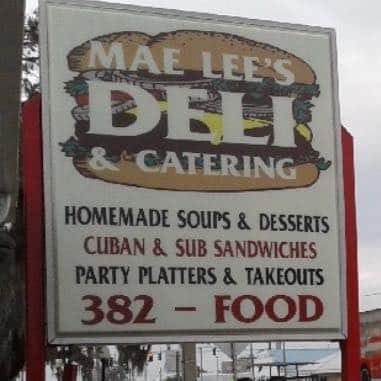 MAE LEE'S
DELI
& CATERING
HOMEMADE SOUPS & DESSERTS
CUBAN & SUB SANDWICHES
PARTY PLATTERS & TAKEOUTS
382 - FOOD